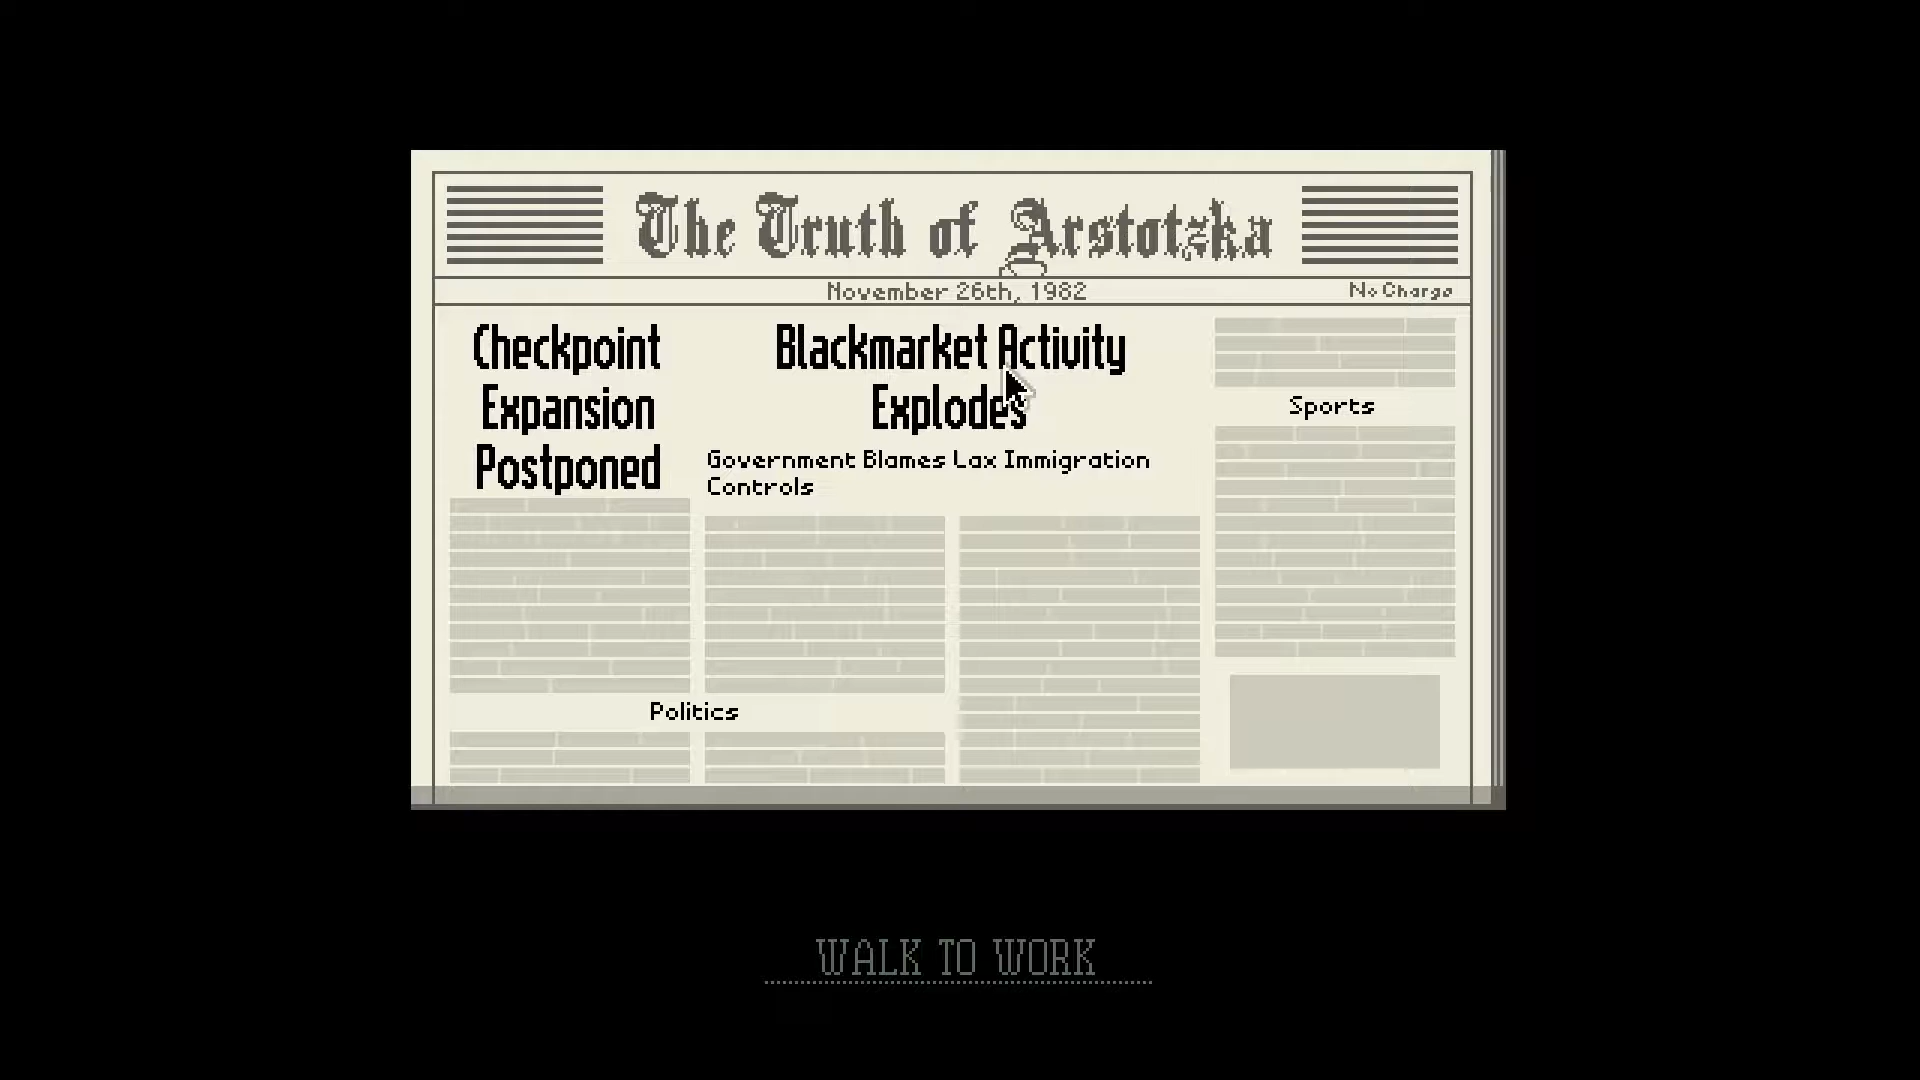 The Truth of Arstotzka
November 26th, 1982
No Charge
Checkpoint
Expansion
Postponed
Blackmarket Activity
Explodes
Government Blames Lax Immigration
Controls
Sports
Politics
WALK TO WORK